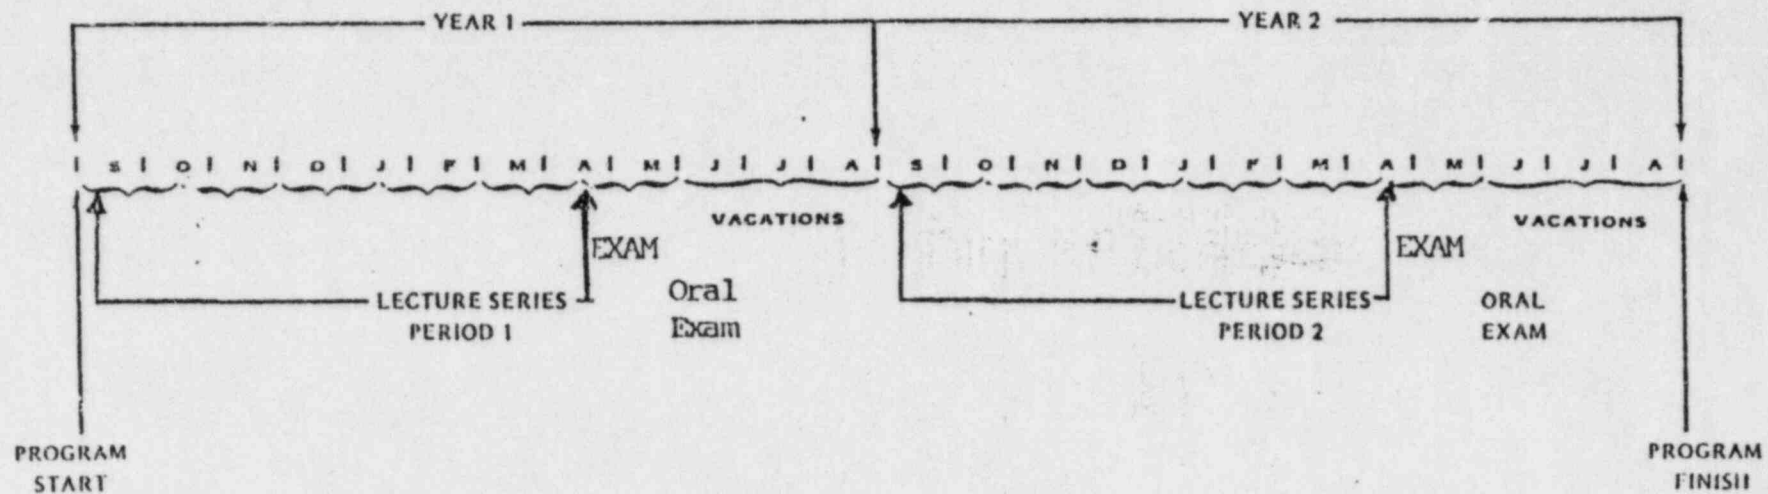 YEAR 1 YEAR 2
S O N D J F M A M J J A S O N D J F M A M J J A
VACATIONS VACATIONS
EXAM EXAM
LECTURE SERIES Oral LECTURE SERIES ORAL
PERIOD 1 Exam PERIOD 2 EXAM
PROGRAM PROGRAM
START FINISH